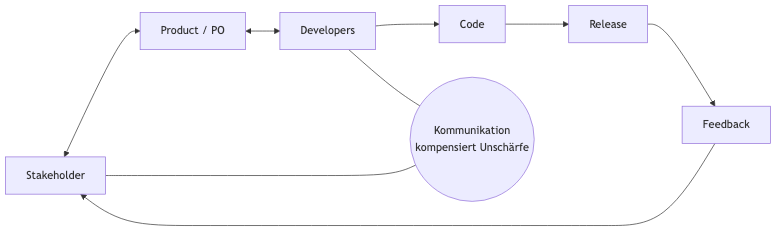 Product / PO
Developers
Code
Release
Feedback
Kommunikation
kompensiert Unschärfe
Stakeholder